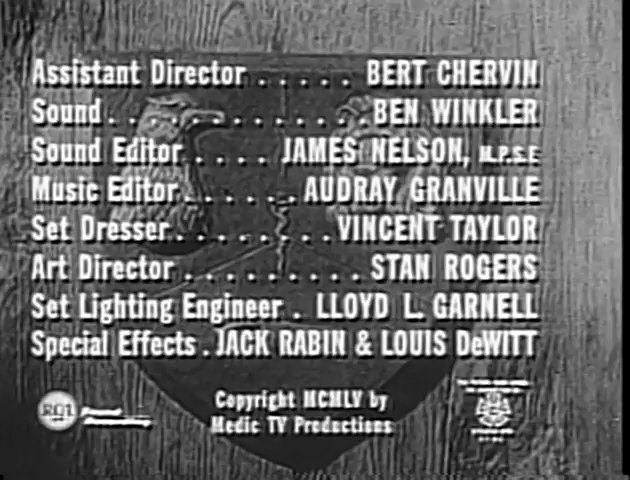 Assistant Director . . . . . BERT CHERVIN
Sound . . . . . . . . . . . . . BEN WINKLER
Sound Editor . . . . JAMES NELSON, M.P.S.E
Music Editor . . . . . . AUDRAY GRANVILLE
Set Dresser . . . . . . . . VINCENT TAYLOR
Art Director . . . . . . . . . . STAN ROGERS
Set Lighting Engineer . LLOYD L. GARNELL
Special Effects . JACK RABIN & LOUIS DeWITT
Copyright MCMLV by
Medic TV Productions
RCA Sound